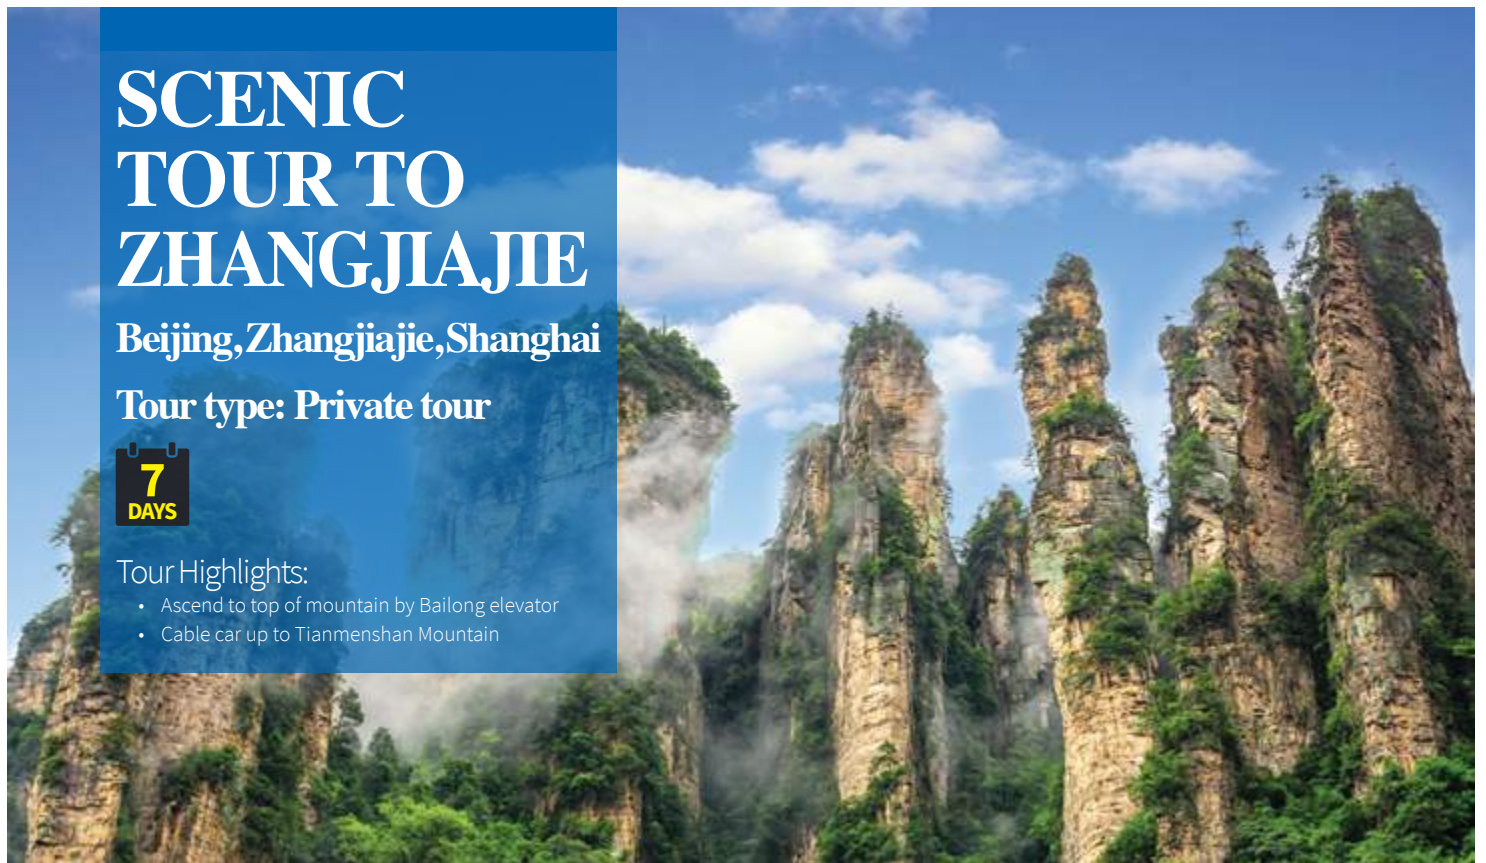 SCENIC
TOUR TO
ZHANGJIAJIE
Beijing,Zhangjiajie,Shanghai
Tour type: Private tour
7
DAYS
Tour Highlights:
• Ascend to top of mountain by Bailong elevator
• Cable car up to Tianmenshan Mountain